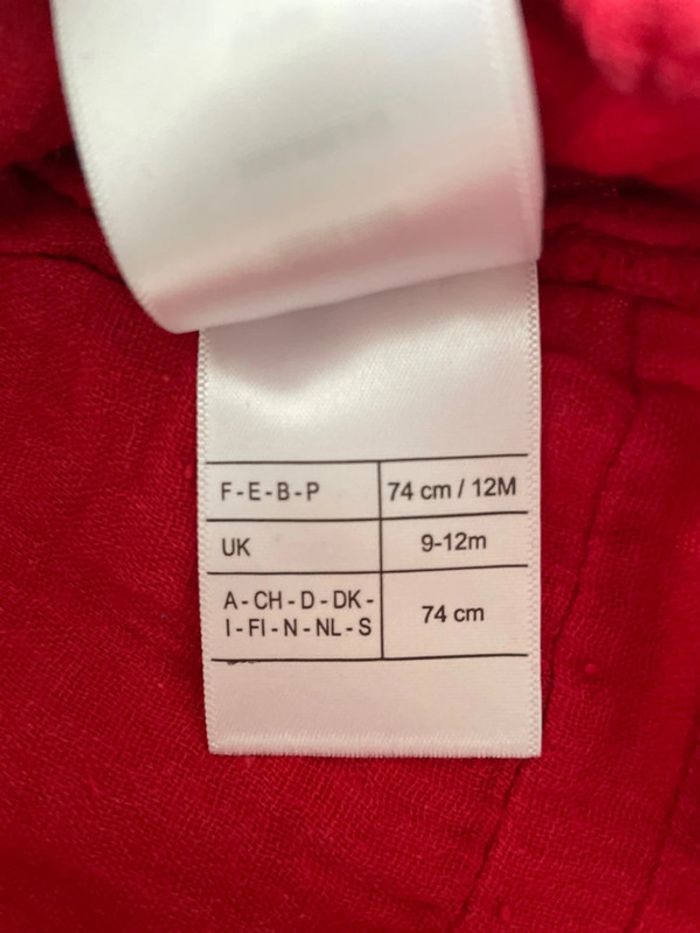 F - E - B - P 74 cm / 12M
UK 9-12m
A - CH - D - DK -
I - FI - N - NL - S 74 cm